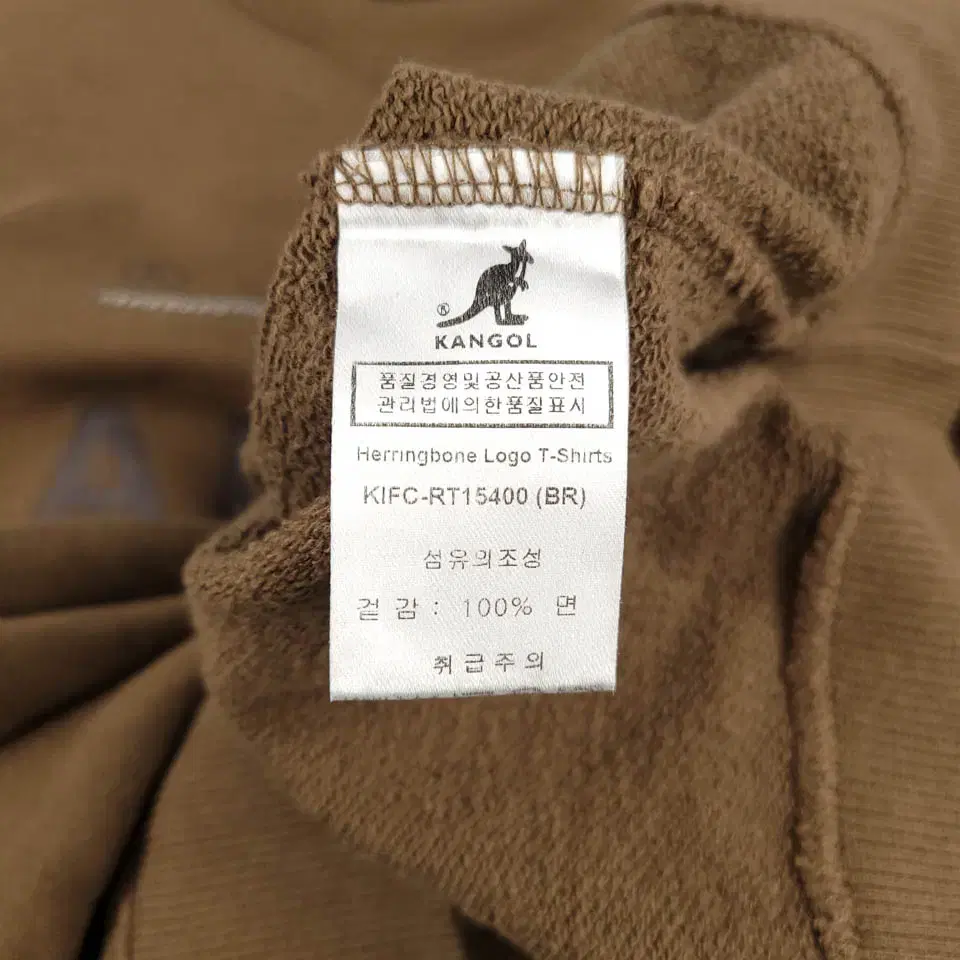 ®
KANGOL
품질경영및공산품안전
관리법에의한품질표시
Herringbone Logo T-Shirts
KIFC-RT15400 (BR)
섬유의조성
겉 감 : 100% 면
취급주의